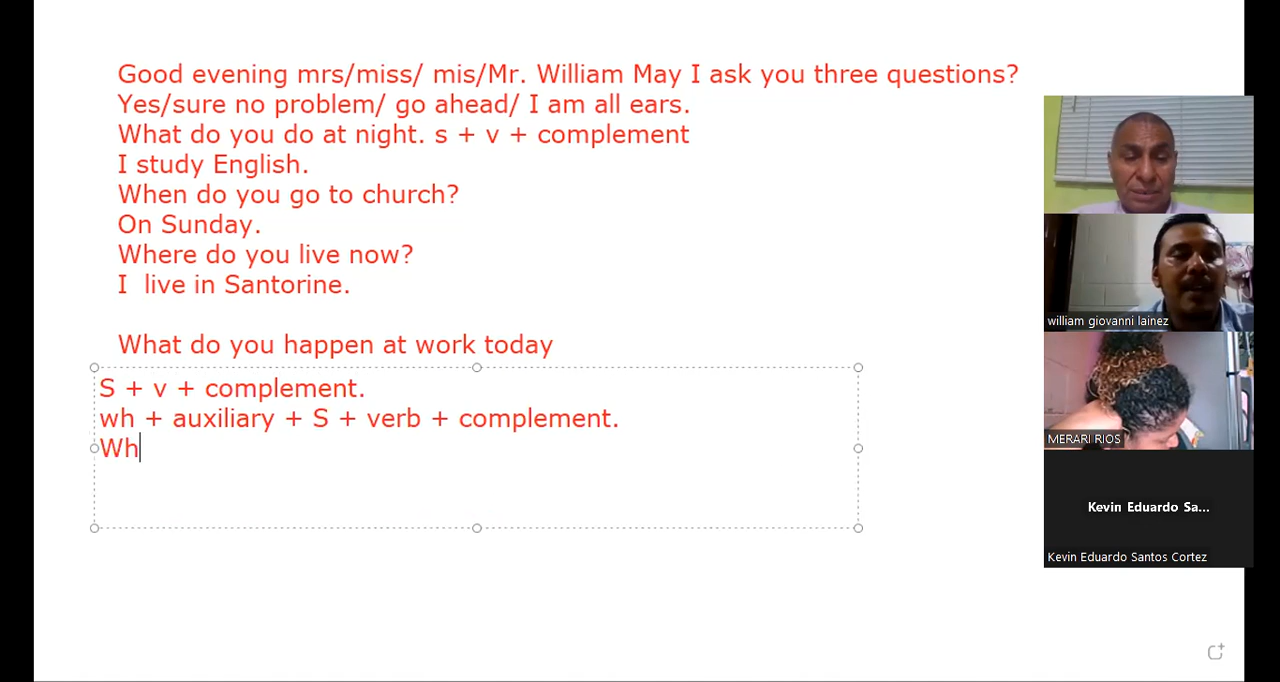 Good evening mrs/miss/ mis/Mr. William May I ask you three questions?
Yes/sure no problem/ go ahead/ I am all ears.
What do you do at night. s + v + complement
I study English.
When do you go to church?
On Sunday.
Where do you live now?
I  live in Santorine.
What do you happen at work today
S + v + complement.
wh + auxiliary + S + verb + complement.
Wh
william giovanni lainez
MERARI RIOS
Kevin Eduardo Sa...
Kevin Eduardo Santos Cortez